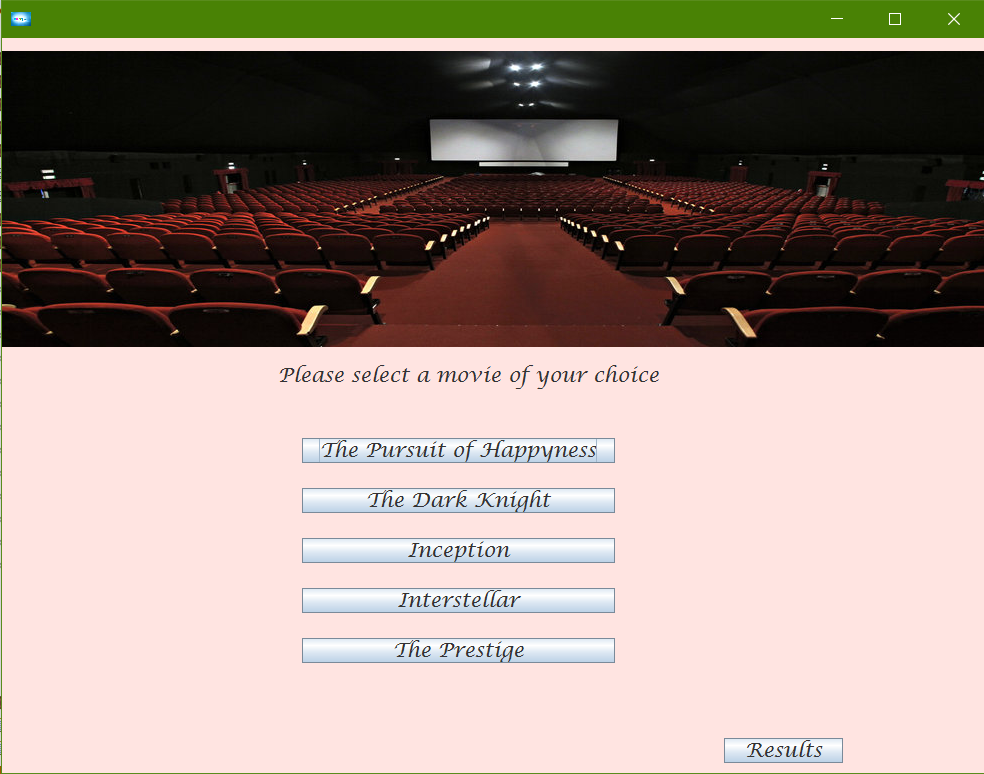 Please select a movie of your choice
The Pursuit of Happyness
The Dark Knight
Inception
Interstellar
The Prestige
Results